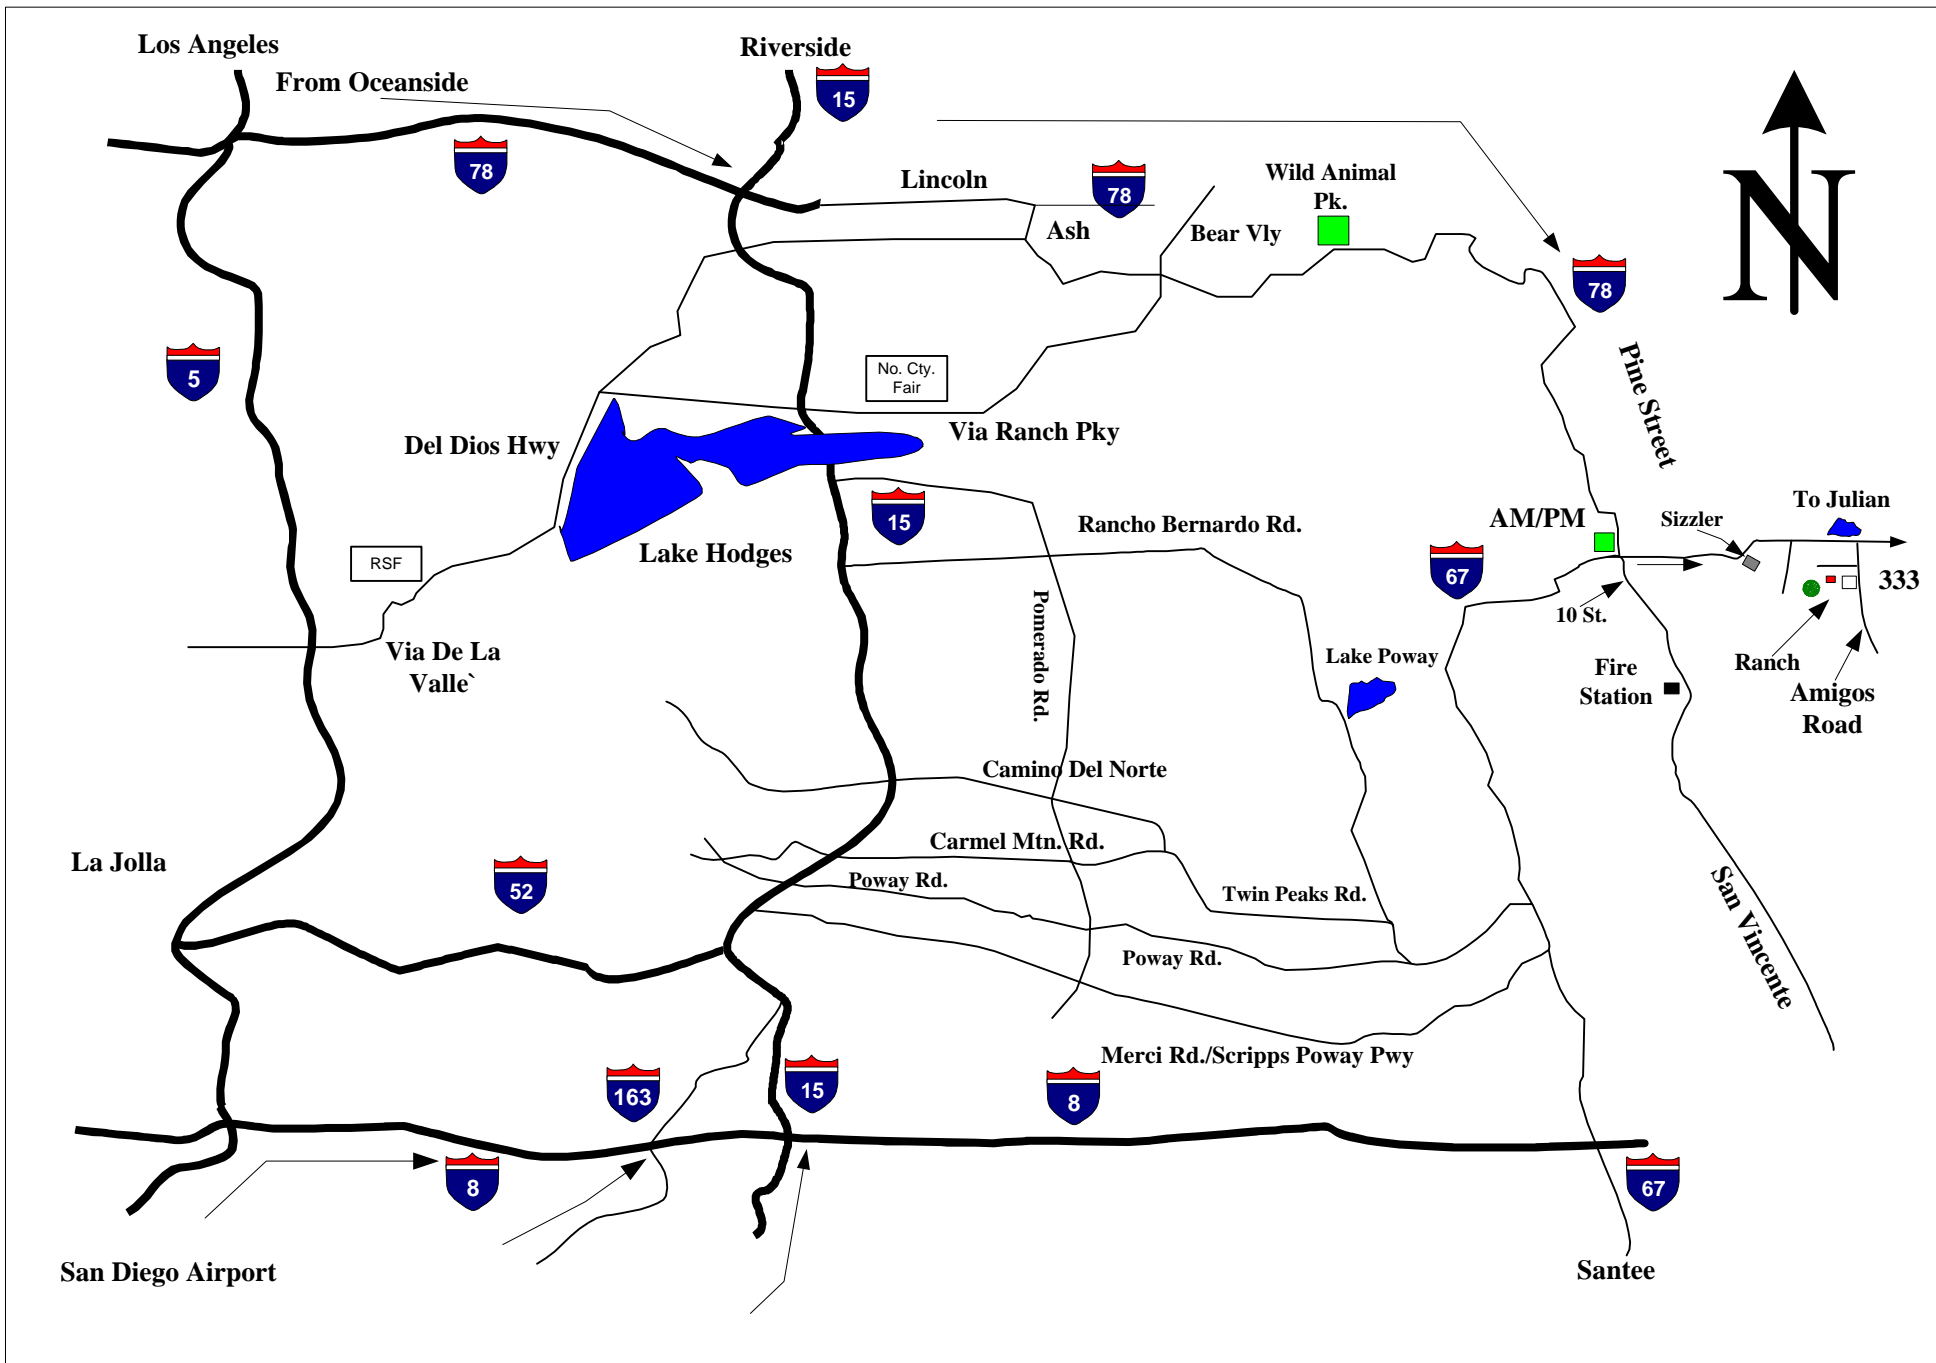 Los Angeles
Riverside
From Oceanside
15
78
Lincoln
78
Wild Animal
Pk.
Ash
Bear Vly
N
78
5
No. Cty.
Fair
Pine Street
Del Dios Hwy
Via Ranch Pky
15
Rancho Bernardo Rd.
AM/PM
Sizzler
To Julian
RSF
Lake Hodges
67
333
10 St.
Pomerado Rd.
Via De La
Valle`
Lake Poway
Fire
Station
Ranch
Amigos
Road
Camino Del Norte
Carmel Mtn. Rd.
La Jolla
52
Poway Rd.
Twin Peaks Rd.
San Vincente
Poway Rd.
Merci Rd./Scripps Poway Pwy
163
15
8
8
67
San Diego Airport
Santee